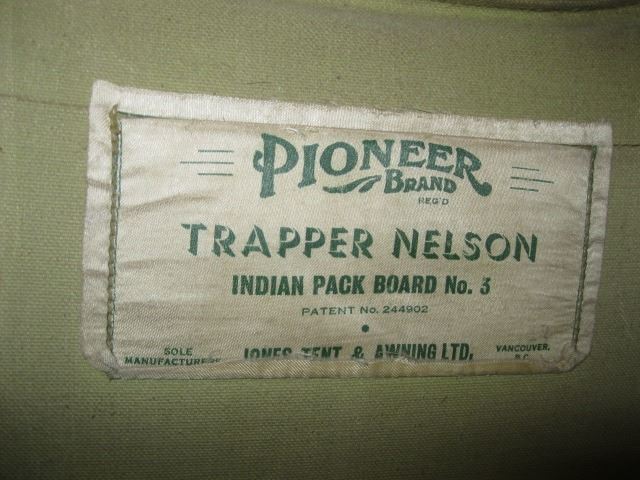 PIONEER
BRAND
REG'D
TRAPPER NELSON
INDIAN PACK BOARD No. 3
PATENT No. 244902
SOLE
MANUFACTURERS
JONES TENT & AWNING LTD,
VANCOUVER,
B.C.